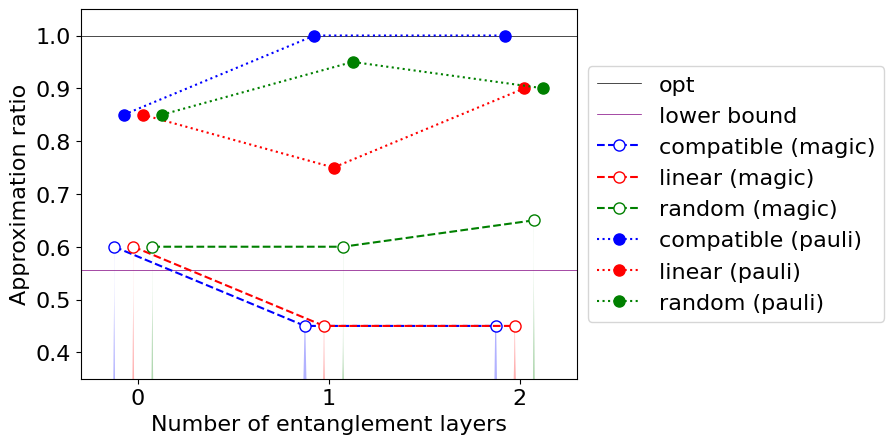 1.0
0.9
0.8
0.7
0.6
0.5
0.4
Approximation ratio
0 1 2
Number of entanglement layers
opt
lower bound
compatible (magic)
linear (magic)
random (magic)
compatible (pauli)
linear (pauli)
random (pauli)